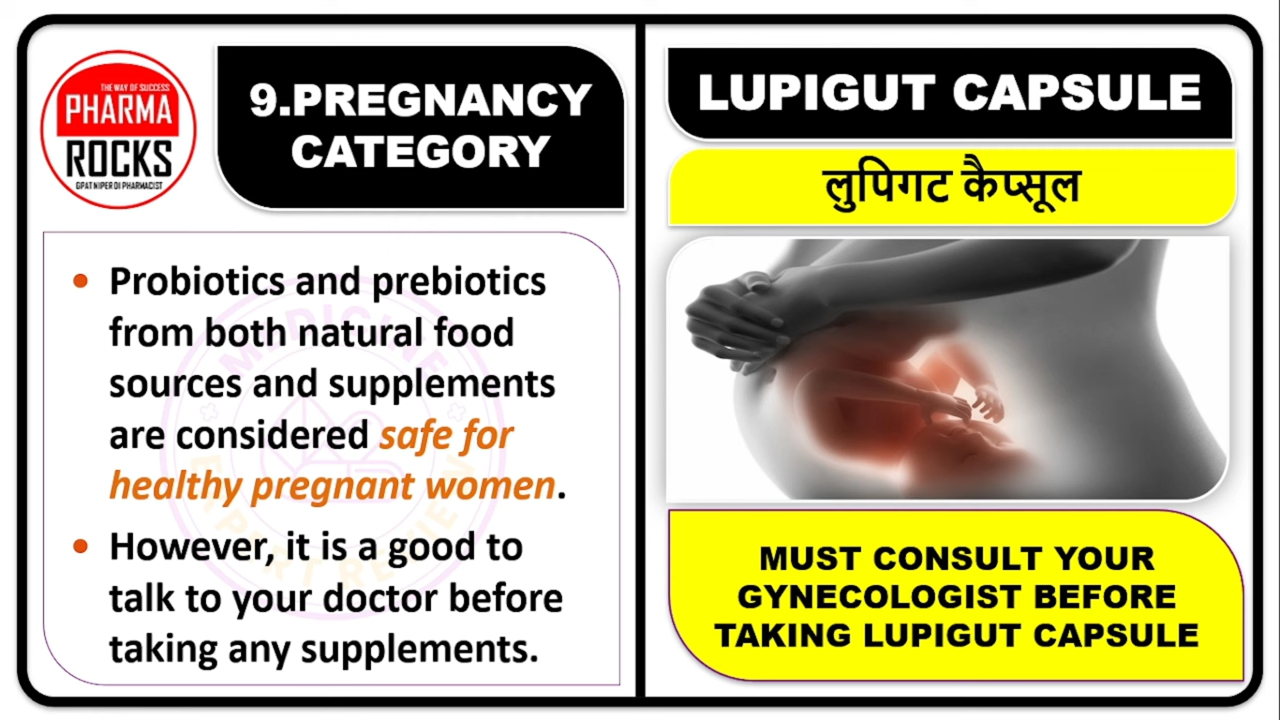 THE WAY OF SUCCESS
PHARMA
ROCKS
GPAT NIPER DI PHARMACIST
9.PREGNANCY
CATEGORY
Probiotics and prebiotics
from both natural food
sources and supplements
are considered safe for
healthy pregnant women.
However, it is a good to
talk to your doctor before
taking any supplements.
LUPIGUT CAPSULE
लुपिगट कैप्सूल
MUST CONSULT YOUR
GYNECOLOGIST BEFORE
TAKING LUPIGUT CAPSULE